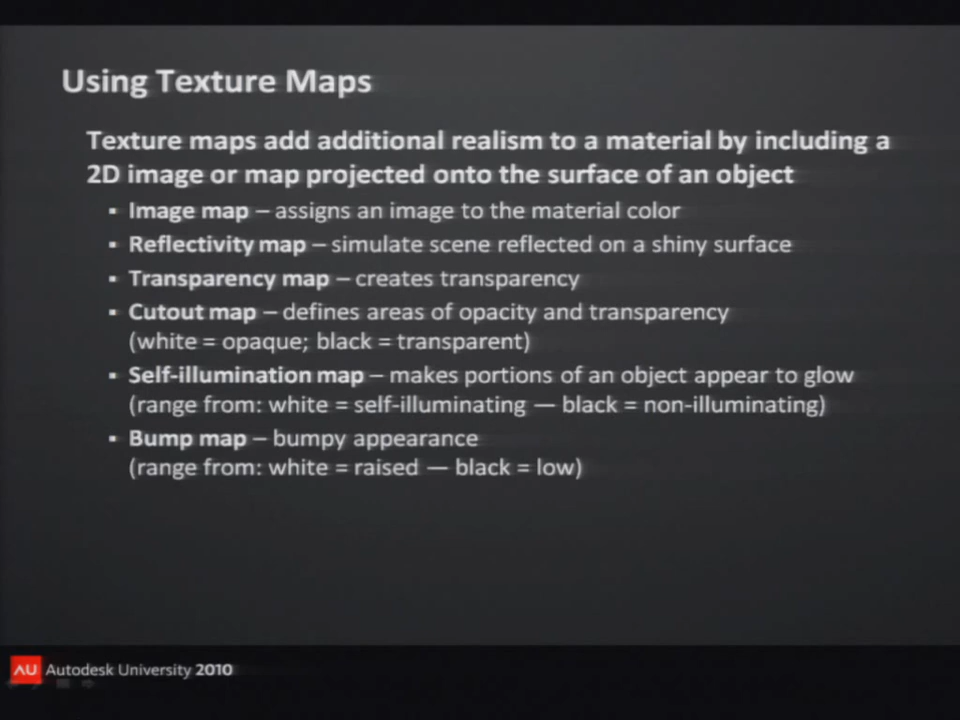 Using Texture Maps
Texture maps add additional realism to a material by including a
2D image or map projected onto the surface of an object
▪ Image map – assigns an image to the material color
▪ Reflectivity map – simulate scene reflected on a shiny surface
▪ Transparency map – creates transparency
▪ Cutout map – defines areas of opacity and transparency
(white = opaque; black = transparent)
▪ Self-illumination map – makes portions of an object appear to glow
(range from: white = self-illuminating — black = non-illuminating)
▪ Bump map – bumpy appearance
(range from: white = raised — black = low)
AU Autodesk University 2010